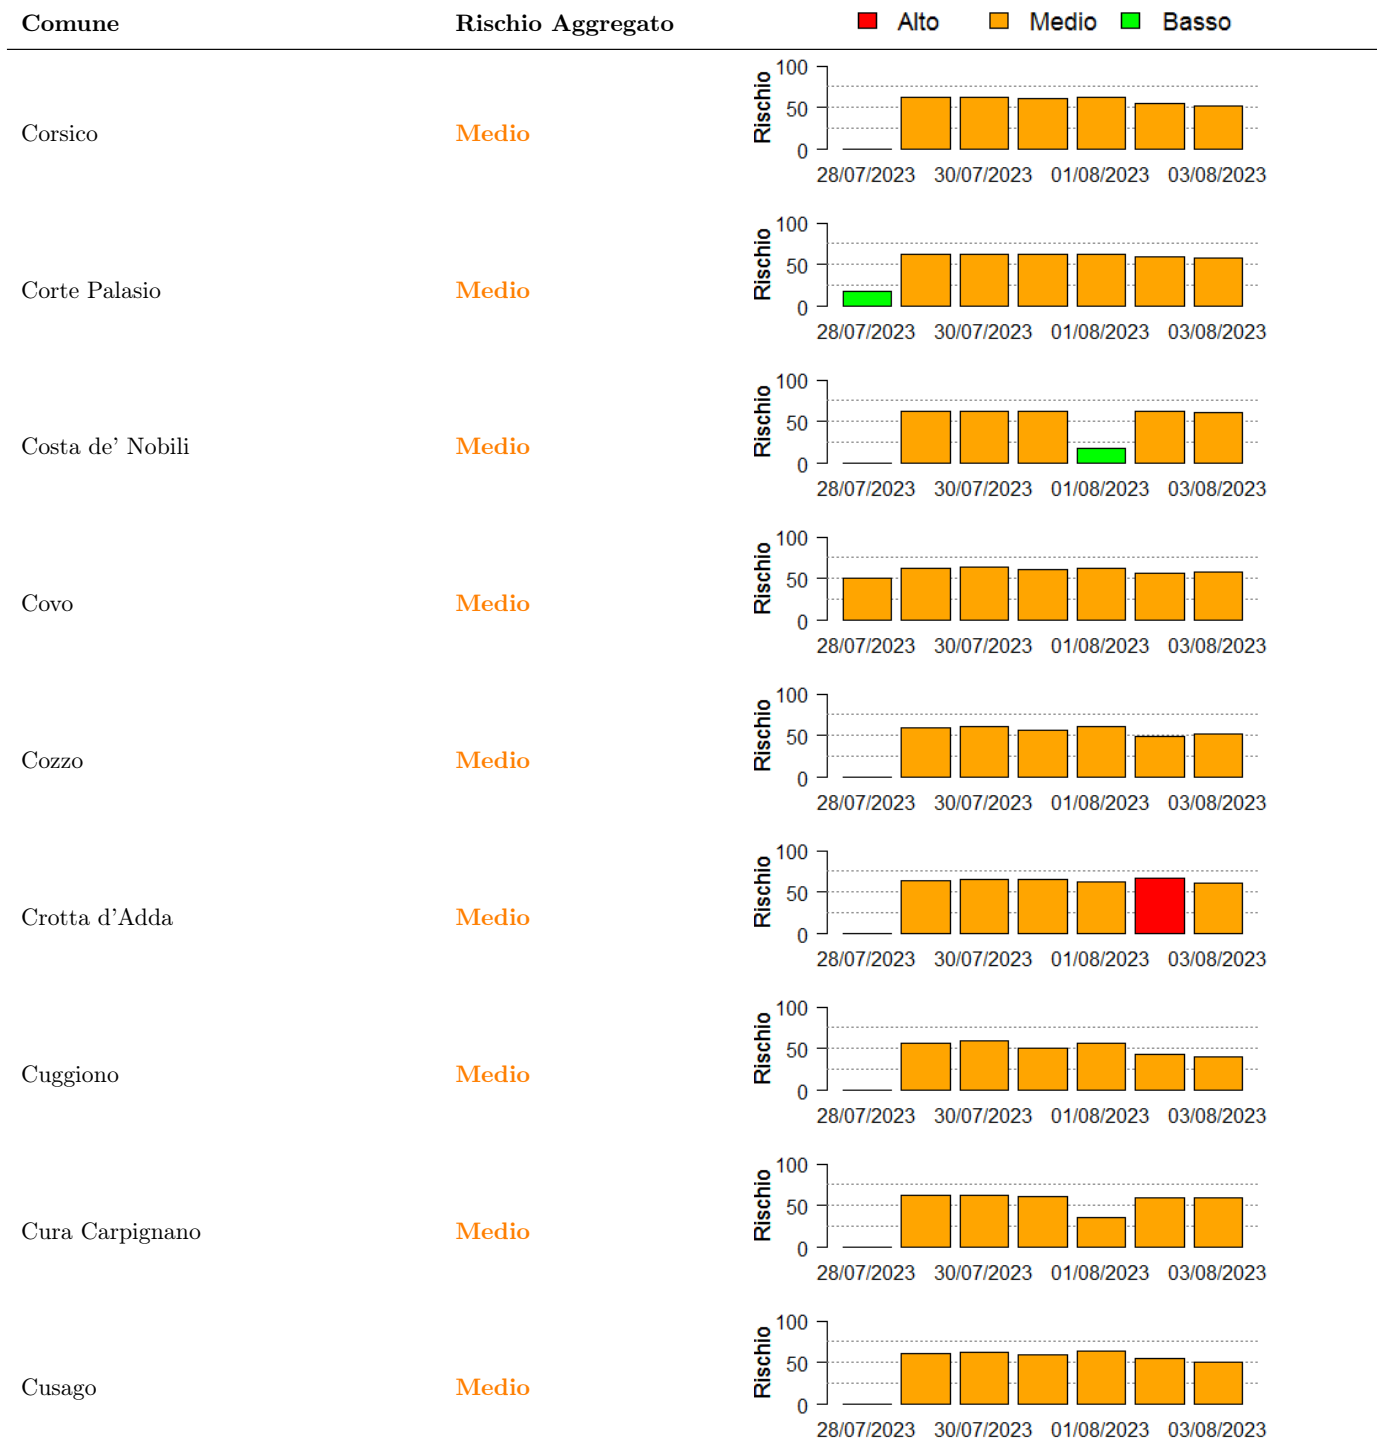 Comune Rischio Aggregato Alto Medio Basso
Corsico Medio
Rischio
100
50
0
28/07/2023 30/07/2023 01/08/2023 03/08/2023
Corte Palasio Medio
Rischio
100
50
0
28/07/2023 30/07/2023 01/08/2023 03/08/2023
Costa de' Nobili Medio
Rischio
100
50
0
28/07/2023 30/07/2023 01/08/2023 03/08/2023
Covo Medio
Rischio
100
50
0
28/07/2023 30/07/2023 01/08/2023 03/08/2023
Cozzo Medio
Rischio
100
50
0
28/07/2023 30/07/2023 01/08/2023 03/08/2023
Crotta d'Adda Medio
Rischio
100
50
0
28/07/2023 30/07/2023 01/08/2023 03/08/2023
Cuggiono Medio
Rischio
100
50
0
28/07/2023 30/07/2023 01/08/2023 03/08/2023
Cura Carpignano Medio
Rischio
100
50
0
28/07/2023 30/07/2023 01/08/2023 03/08/2023
Cusago Medio
Rischio
100
50
0
28/07/2023 30/07/2023 01/08/2023 03/08/2023